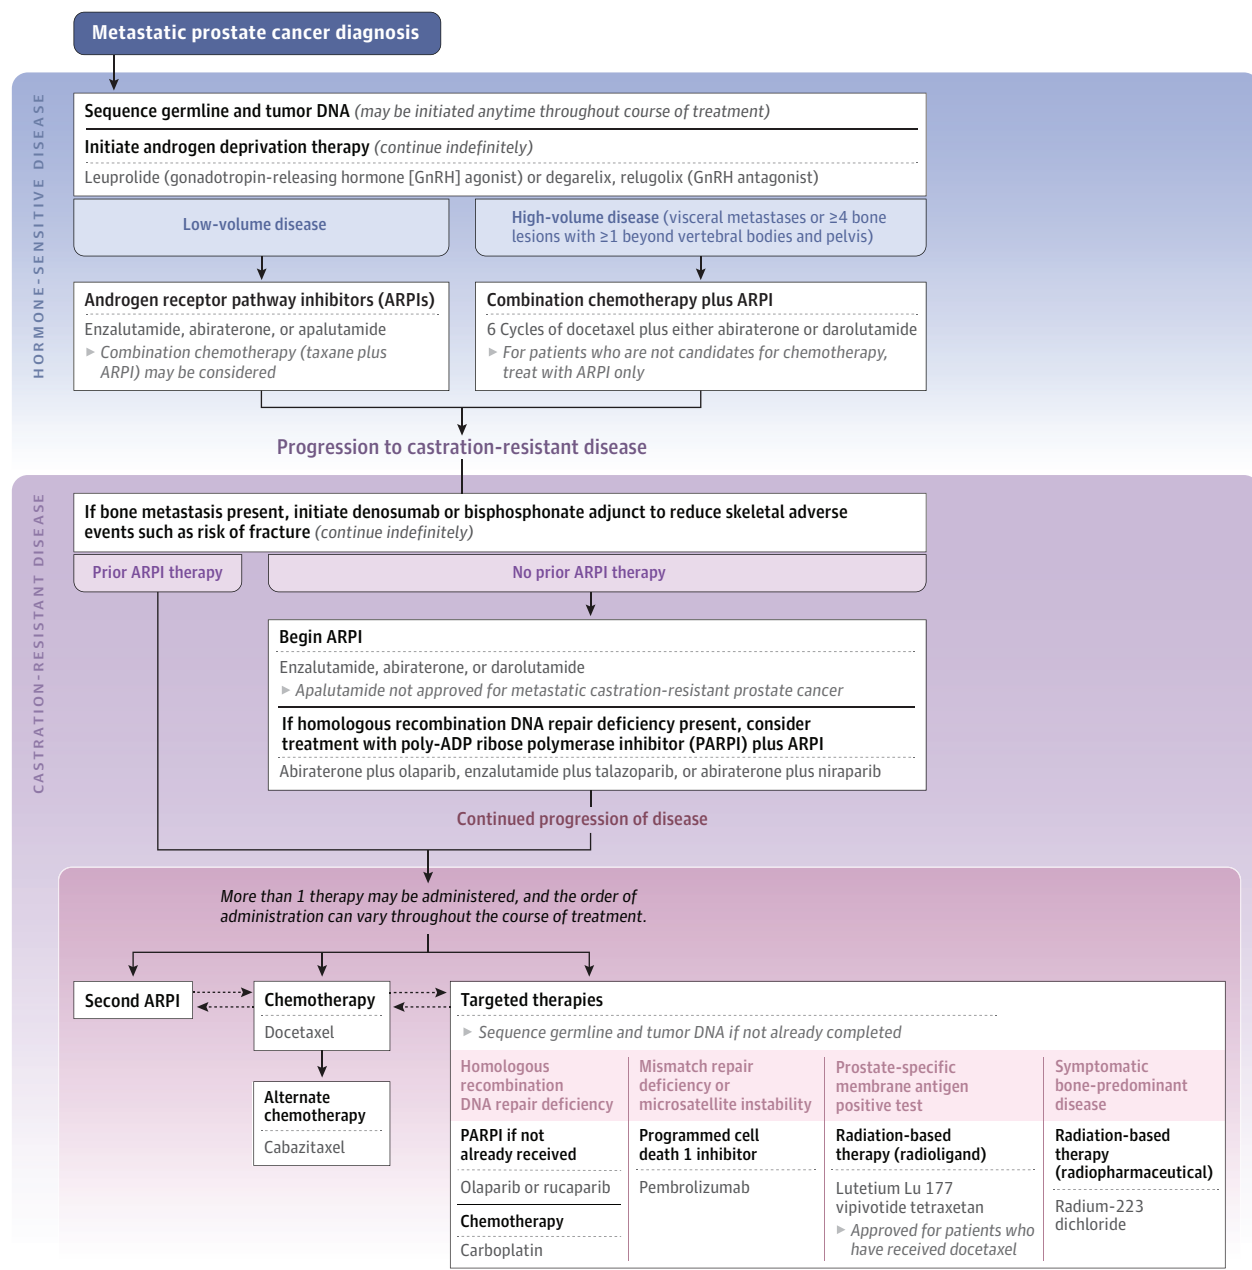 Metastatic prostate cancer diagnosis
HORMONE-SENSITIVE DISEASE
Sequence germline and tumor DNA (may be initiated anytime throughout course of treatment)
Initiate androgen deprivation therapy (continue indefinitely)
Leuprolide (gonadotropin-releasing hormone [GnRH] agonist) or degarelix, relugolix (GnRH antagonist)
Low-volume disease
High-volume disease (visceral metastases or ≥4 bone
lesions with ≥1 beyond vertebral bodies and pelvis)
Androgen receptor pathway inhibitors (ARPIs)
Enzalutamide, abiraterone, or apalutamide
▶ Combination chemotherapy (taxane plus
ARPI) may be considered
Combination chemotherapy plus ARPI
6 Cycles of docetaxel plus either abiraterone or darolutamide
▶ For patients who are not candidates for chemotherapy,
treat with ARPI only
Progression to castration-resistant disease
CASTRATION-RESISTANT DISEASE
If bone metastasis present, initiate denosumab or bisphosphonate adjunct to reduce skeletal adverse
events such as risk of fracture (continue indefinitely)
Prior ARPI therapy
No prior ARPI therapy
Begin ARPI
Enzalutamide, abiraterone, or darolutamide
▶ Apalutamide not approved for metastatic castration-resistant prostate cancer
If homologous recombination DNA repair deficiency present, consider
treatment with poly-ADP ribose polymerase inhibitor (PARPI) plus ARPI
Abiraterone plus olaparib, enzalutamide plus talazoparib, or abiraterone plus niraparib
Continued progression of disease
More than 1 therapy may be administered, and the order of
administration can vary throughout the course of treatment.
Second ARPI
Chemotherapy
Docetaxel
Alternate
chemotherapy
Cabazitaxel
Targeted therapies
▶ Sequence germline and tumor DNA if not already completed
Homologous
recombination
DNA repair deficiency
PARPI if not
already received
Olaparib or rucaparib
Chemotherapy
Carboplatin
Mismatch repair
deficiency or
microsatellite instability
Programmed cell
death 1 inhibitor
Pembrolizumab
Prostate-specific
membrane antigen
positive test
Radiation-based
therapy (radioligand)
Lutetium Lu 177
vipivotide tetraxetan
▶ Approved for patients who
have received docetaxel
Symptomatic
bone-predominant
disease
Radiation-based
therapy
(radiopharmaceutical)
Radium-223
dichloride